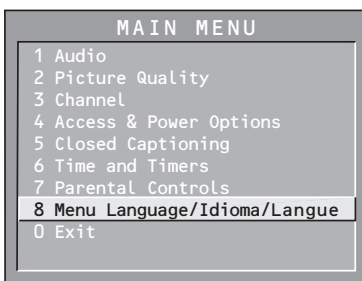 MAIN MENU
1 Audio
2 Picture Quality
3 Channel
4 Access & Power Options
5 Closed Captioning
6 Time and Timers
7 Parental Controls
8 Menu Language/Idioma/Langue
0 Exit